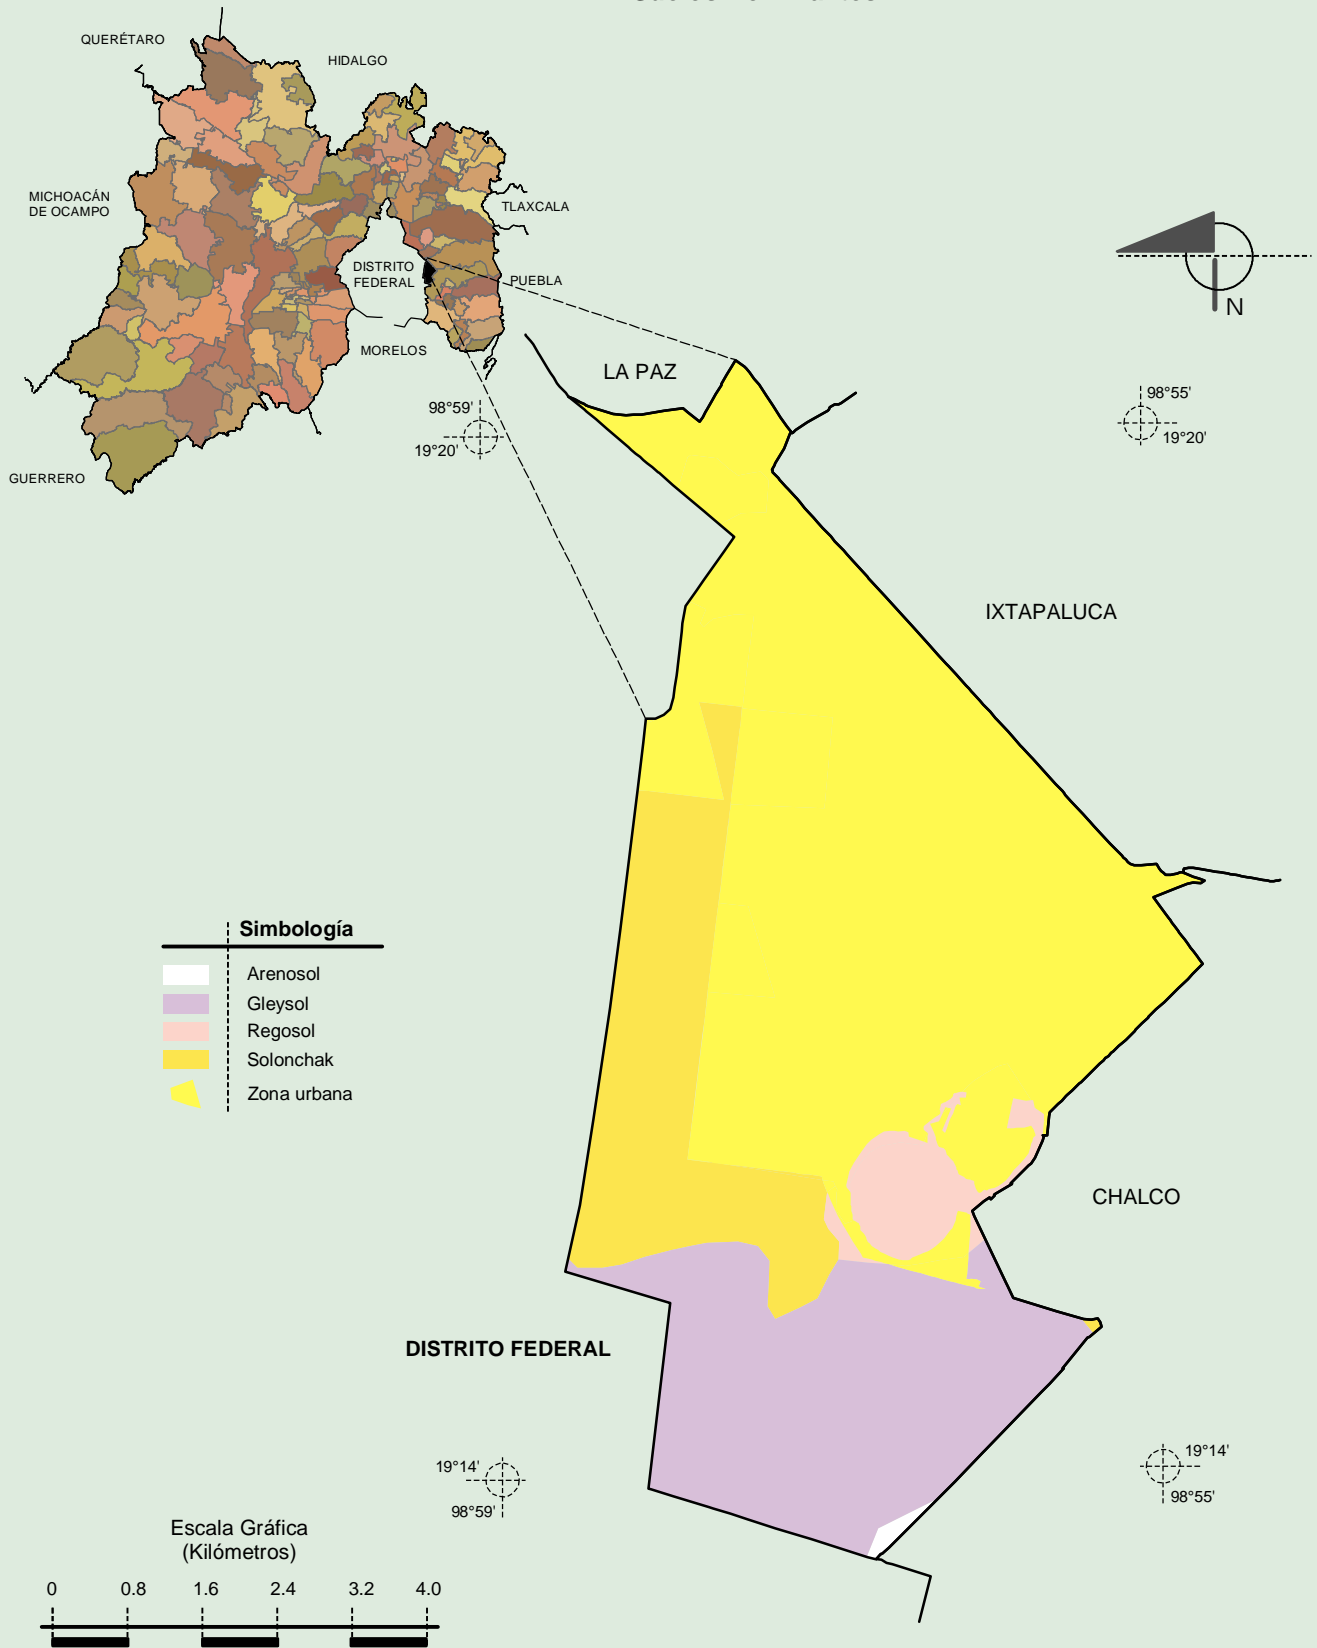 QUERÉTARO
HIDALGO
MICHOACÁN
DE OCAMPO
TLAXCALA
DISTRITO
FEDERAL
PUEBLA
N
MORELOS
LA PAZ
98°59'
19°20'
98°55'
19°20'
GUERRERO
IXTAPALUCA
Simbología
Arenosol
Gleysol
Regosol
Solonchak
Zona urbana
CHALCO
DISTRITO FEDERAL
19°14'
98°59'
19°14'
98°55'
Escala Gráfica
(Kilómetros)
0 0.8 1.6 2.4 3.2 4.0